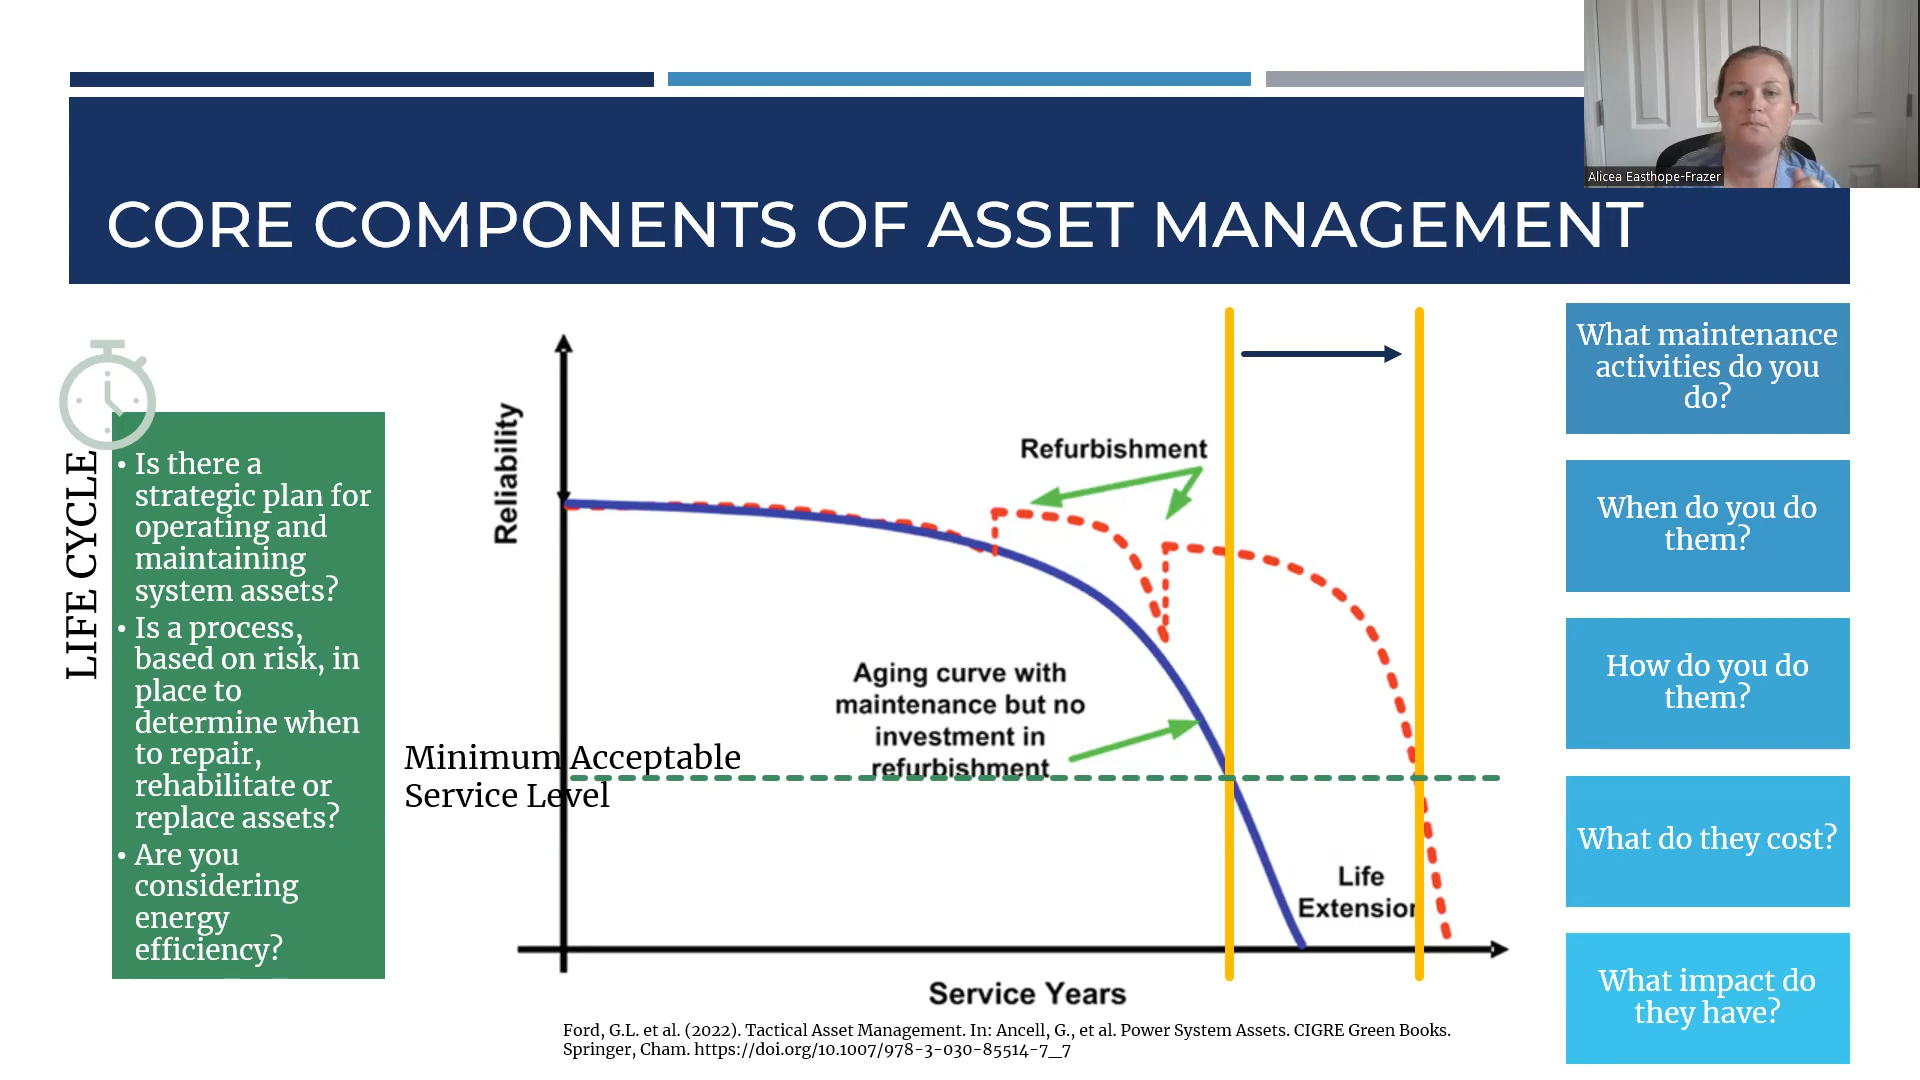 Alicea Easthope-Frazer
CORE COMPONENTS OF ASSET MANAGEMENT
LIFE CYCLE
• Is there a
strategic plan for
operating and
maintaining
system assets?
• Is a process,
based on risk, in
place to
determine when
to repair,
rehabilitate or
replace assets?
• Are you
considering
energy
efficiency?
Reliability
Refurbishment
Aging curve with
maintenance but no
investment in
refurbishment
Minimum Acceptable
Service Level
Life
Extension
Service Years
Ford, G.L. et al. (2022). Tactical Asset Management. In: Ancell, G., et al. Power System Assets. CIGRE Green Books.
Springer, Cham. https://doi.org/10.1007/978-3-030-85514-7_7
What maintenance
activities do you
do?
When do you do
them?
How do you do
them?
What do they cost?
What impact do
they have?